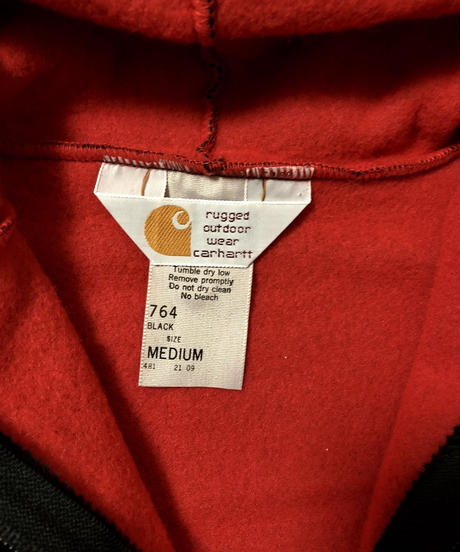 rugged
outdoor
wear
carhartt
Tumble dry low
Remove promptly
Do not dry clean
No bleach
764
BLACK
SIZE
MEDIUM
481 21 09